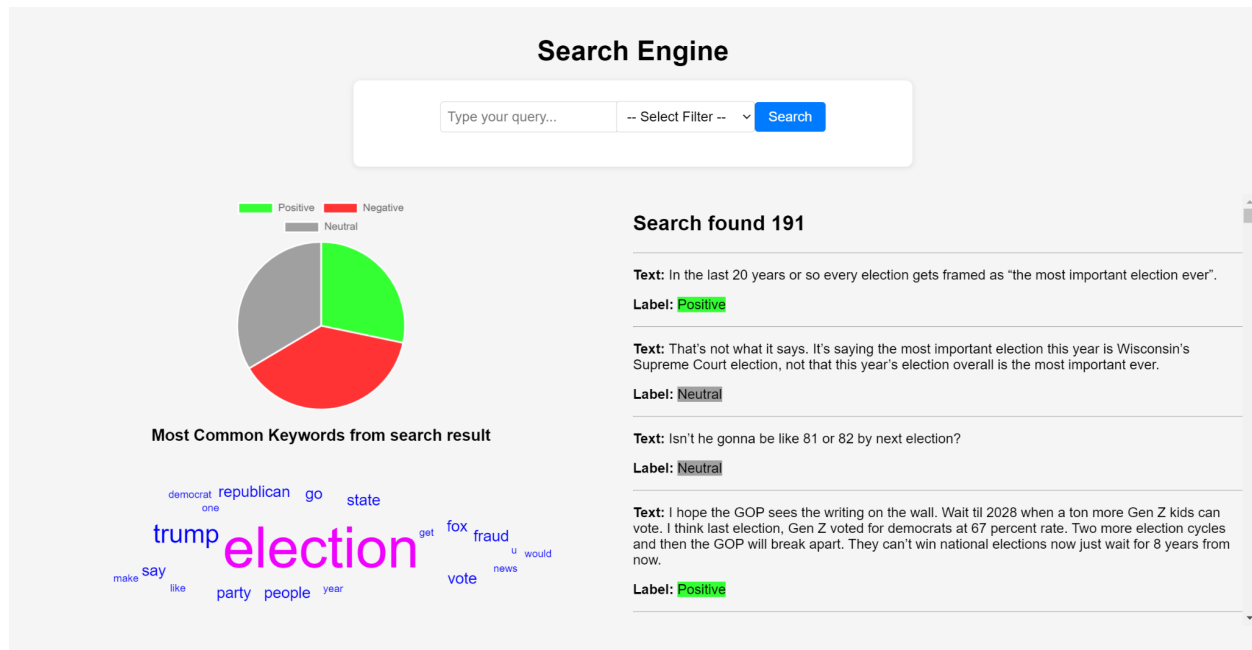 Search Engine
Type your query...
-- Select Filter --
Search
Positive
Negative
Neutral
Most Common Keywords from search result
democrat
republican
go
state
one
trump
election
get
fox
fraud
u
would
news
make
say
like
party
people
year
vote
Search found 191
Text: In the last 20 years or so every election gets framed as “the most important election ever”.
Label: Positive
Text: That’s not what it says. It’s saying the most important election this year is Wisconsin’s
Supreme Court election, not that this year’s election overall is the most important ever.
Label: Neutral
Text: Isn’t he gonna be like 81 or 82 by next election?
Label: Neutral
Text: I hope the GOP sees the writing on the wall. Wait til 2028 when a ton more Gen Z kids can
vote. I think last election, Gen Z voted for democrats at 67 percent rate. Two more election cycles
and then the GOP will break apart. They can’t win national elections now just wait for 8 years from
now.
Label: Positive